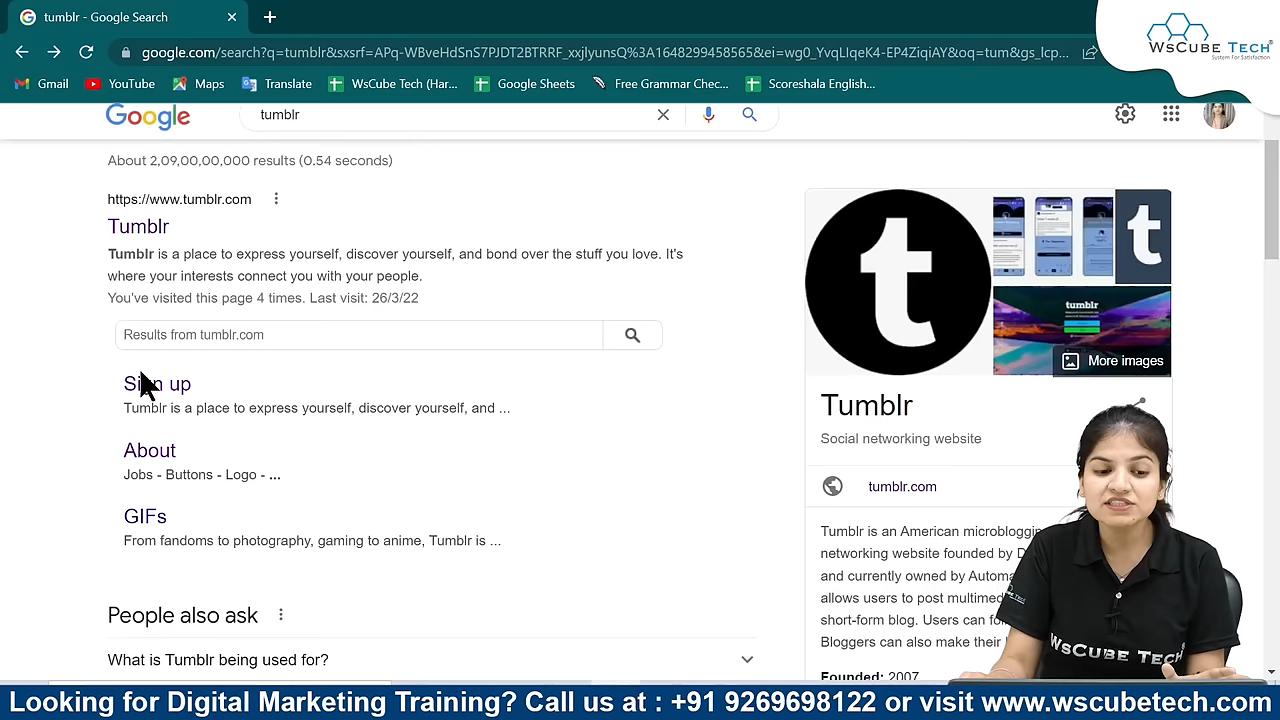 tumblr - Google Search
google.com/search?q=tumblr&sxsrf=APq-WBveHdSnS7PJDT2BTRRF_xxjlyunsQ%3A1648299458565&ei=wg0_YvqLIqeK4-EP4ZiqiAY&oq=tum&gs_lcp...
WsCube Tech
System For Satisfaction
Gmail YouTube Maps Translate WsCube Tech (Har... Google Sheets Free Grammar Chec... Scoreshala English...
Google
tumblr
About 2,09,00,00,000 results (0.54 seconds)
https://www.tumblr.com
Tumblr
Tumblr is a place to express yourself, discover yourself, and bond over the stuff you love. It's
where your interests connect you with your people.
You've visited this page 4 times. Last visit: 26/3/22
Results from tumblr.com
Sign up
Tumblr is a place to express yourself, discover yourself, and ...
About
Jobs - Buttons - Logo - ...
GIFs
From fandoms to photography, gaming to anime, Tumblr is ...
People also ask
What is Tumblr being used for?
t
t
tumblr
More images
Tumblr
Social networking website
tumblr.com
Tumblr is an American microblogging
networking website founded by D
and currently owned by Automa
allows users to post multimed
short-form blog. Users can fo
Bloggers can also make their
Founded: 2007
WsCube Tech
Looking for Digital Marketing Training? Call us at : +91 9269698122 or visit www.wscubetech.com